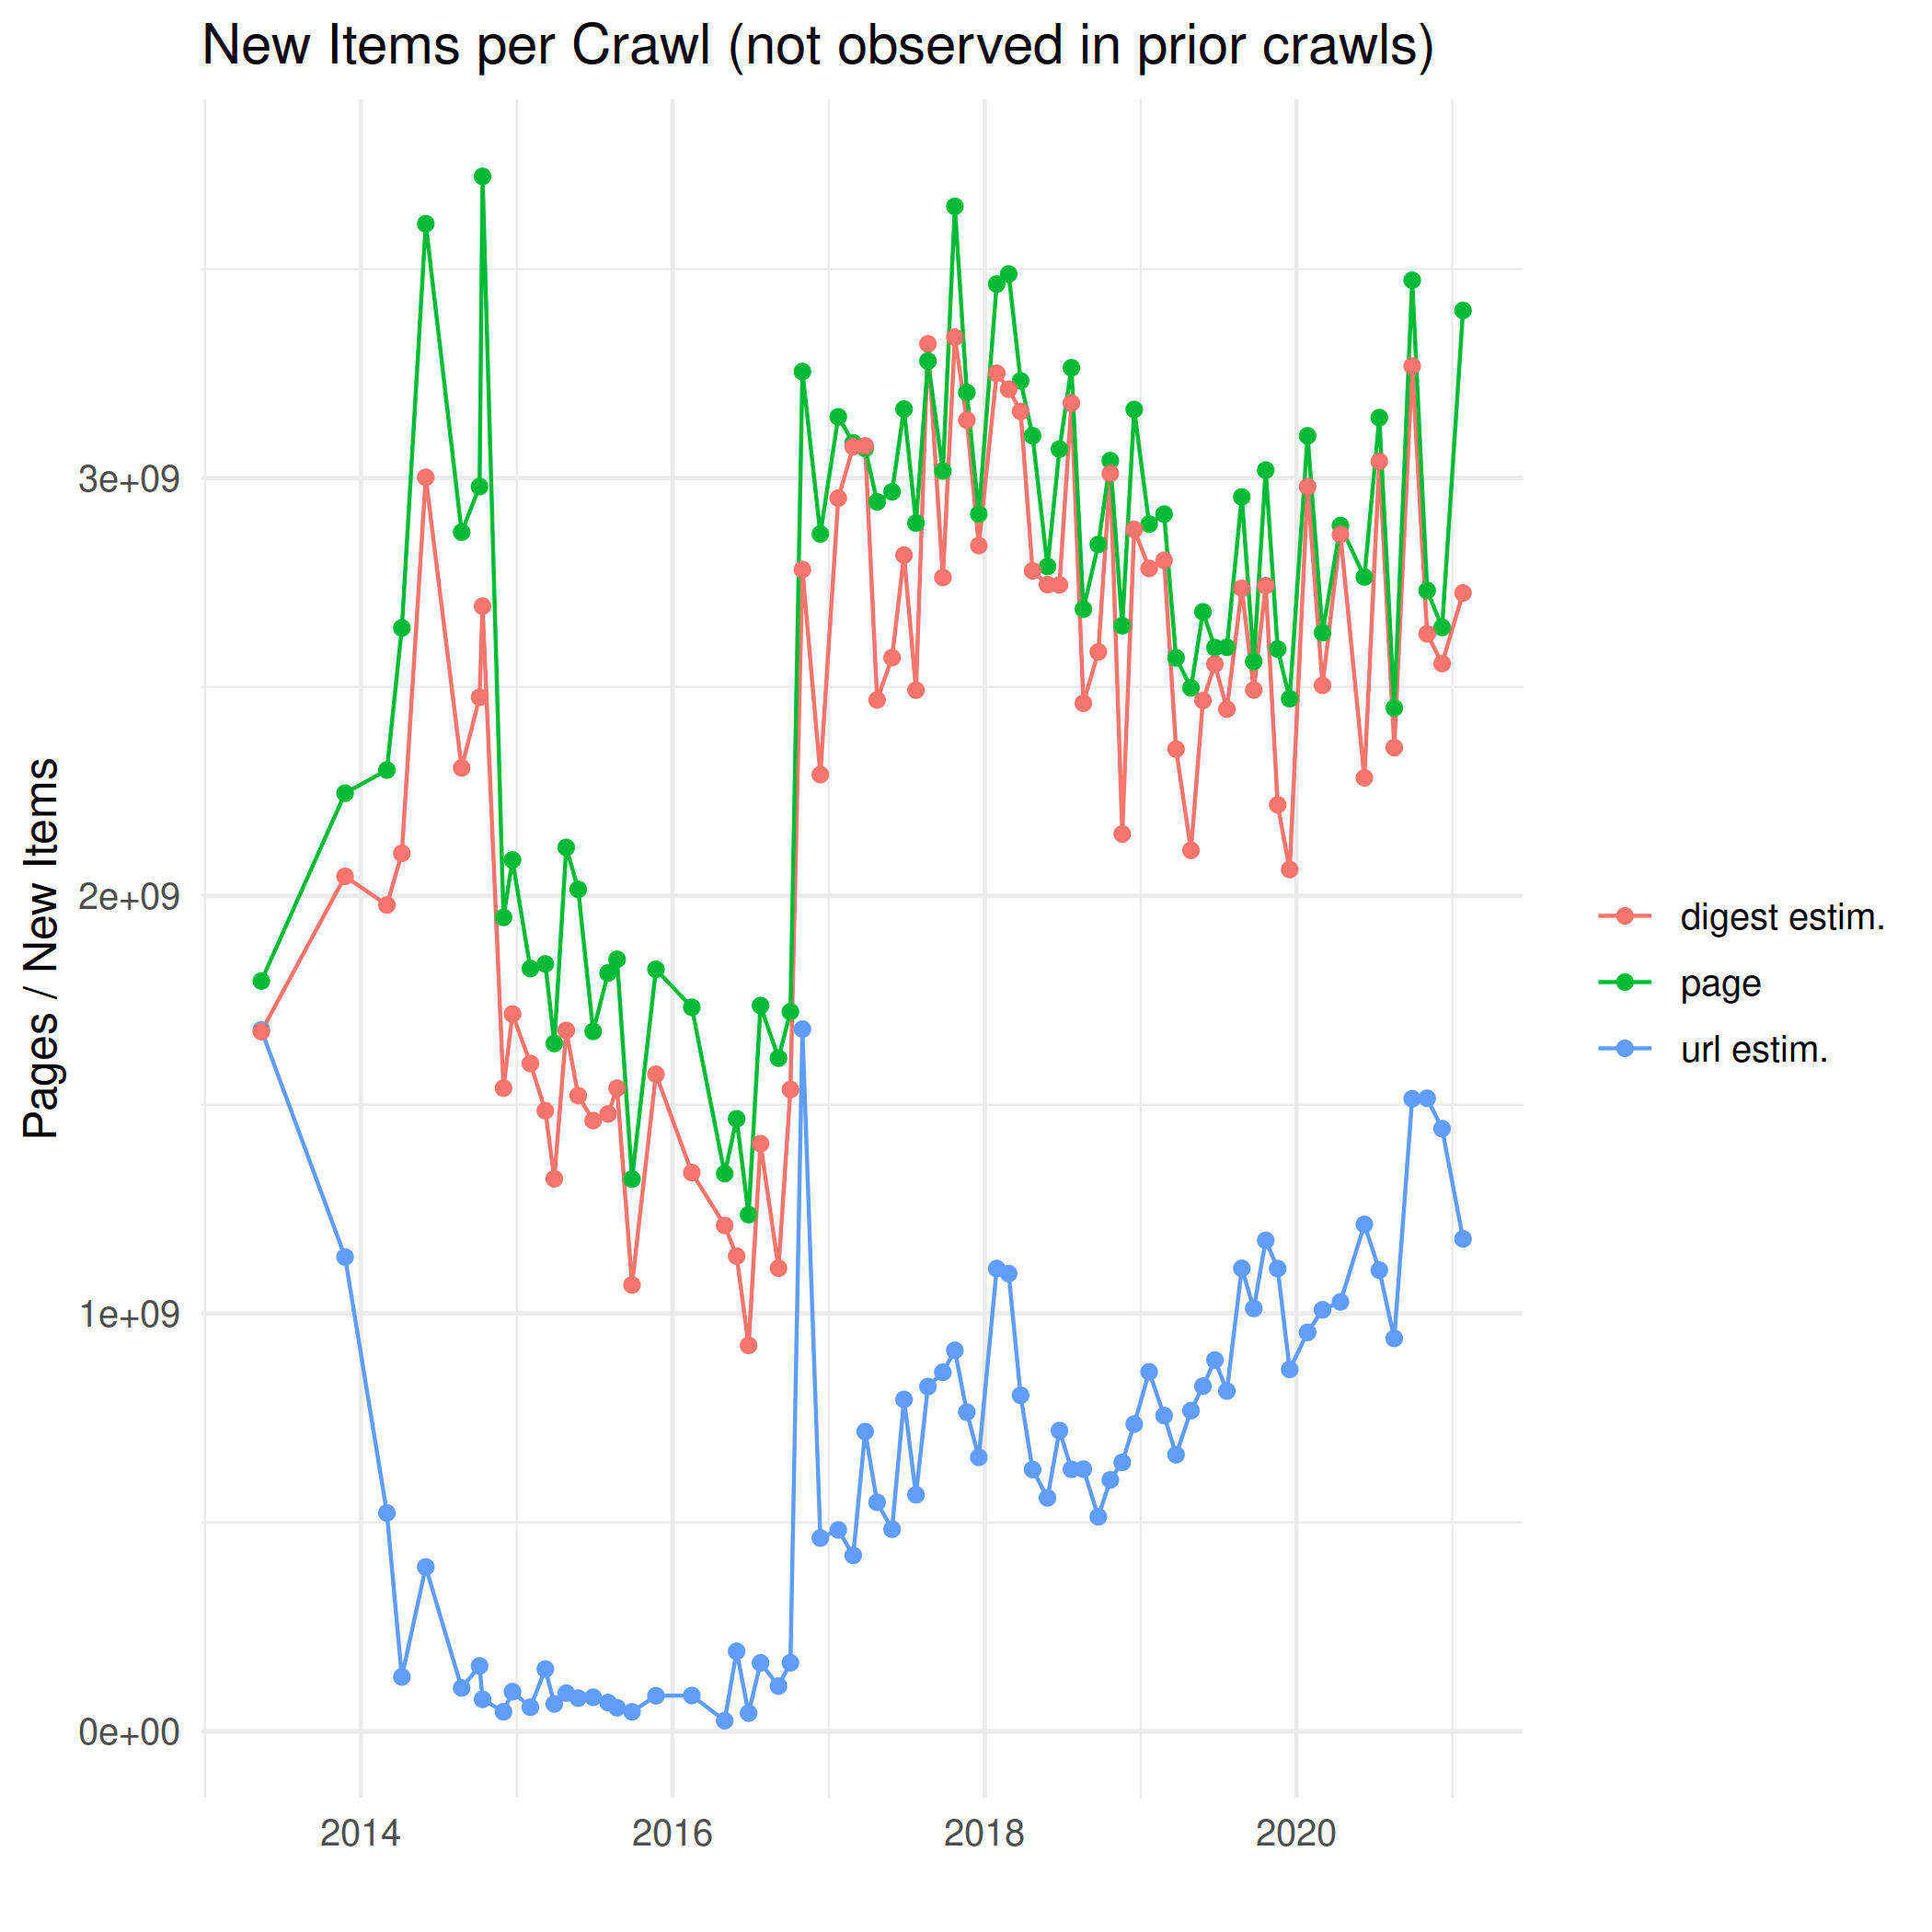 New Items per Crawl (not observed in prior crawls)
Pages / New Items
3e+09
2e+09
1e+09
0e+00
2014
2016
2018
2020
digest estim.
page
url estim.